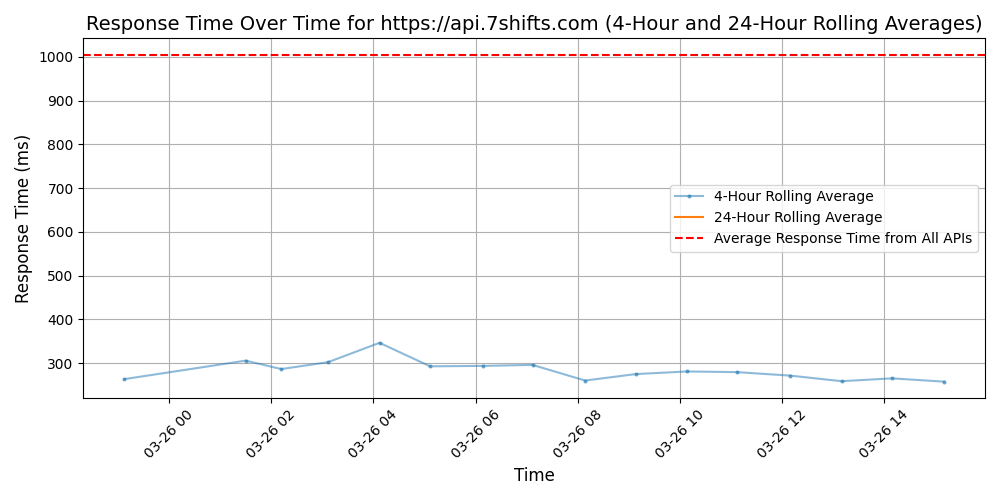 Response Time Over Time for https://api.7shifts.com (4-Hour and 24-Hour Rolling Averages)
Response Time (ms)
1000
900
800
700
600
500
400
300
4-Hour Rolling Average
24-Hour Rolling Average
Average Response Time from All APIs
03-26 00
03-26 02
03-26 04
03-26 06
03-26 08
03-26 10
03-26 12
03-26 14
Time